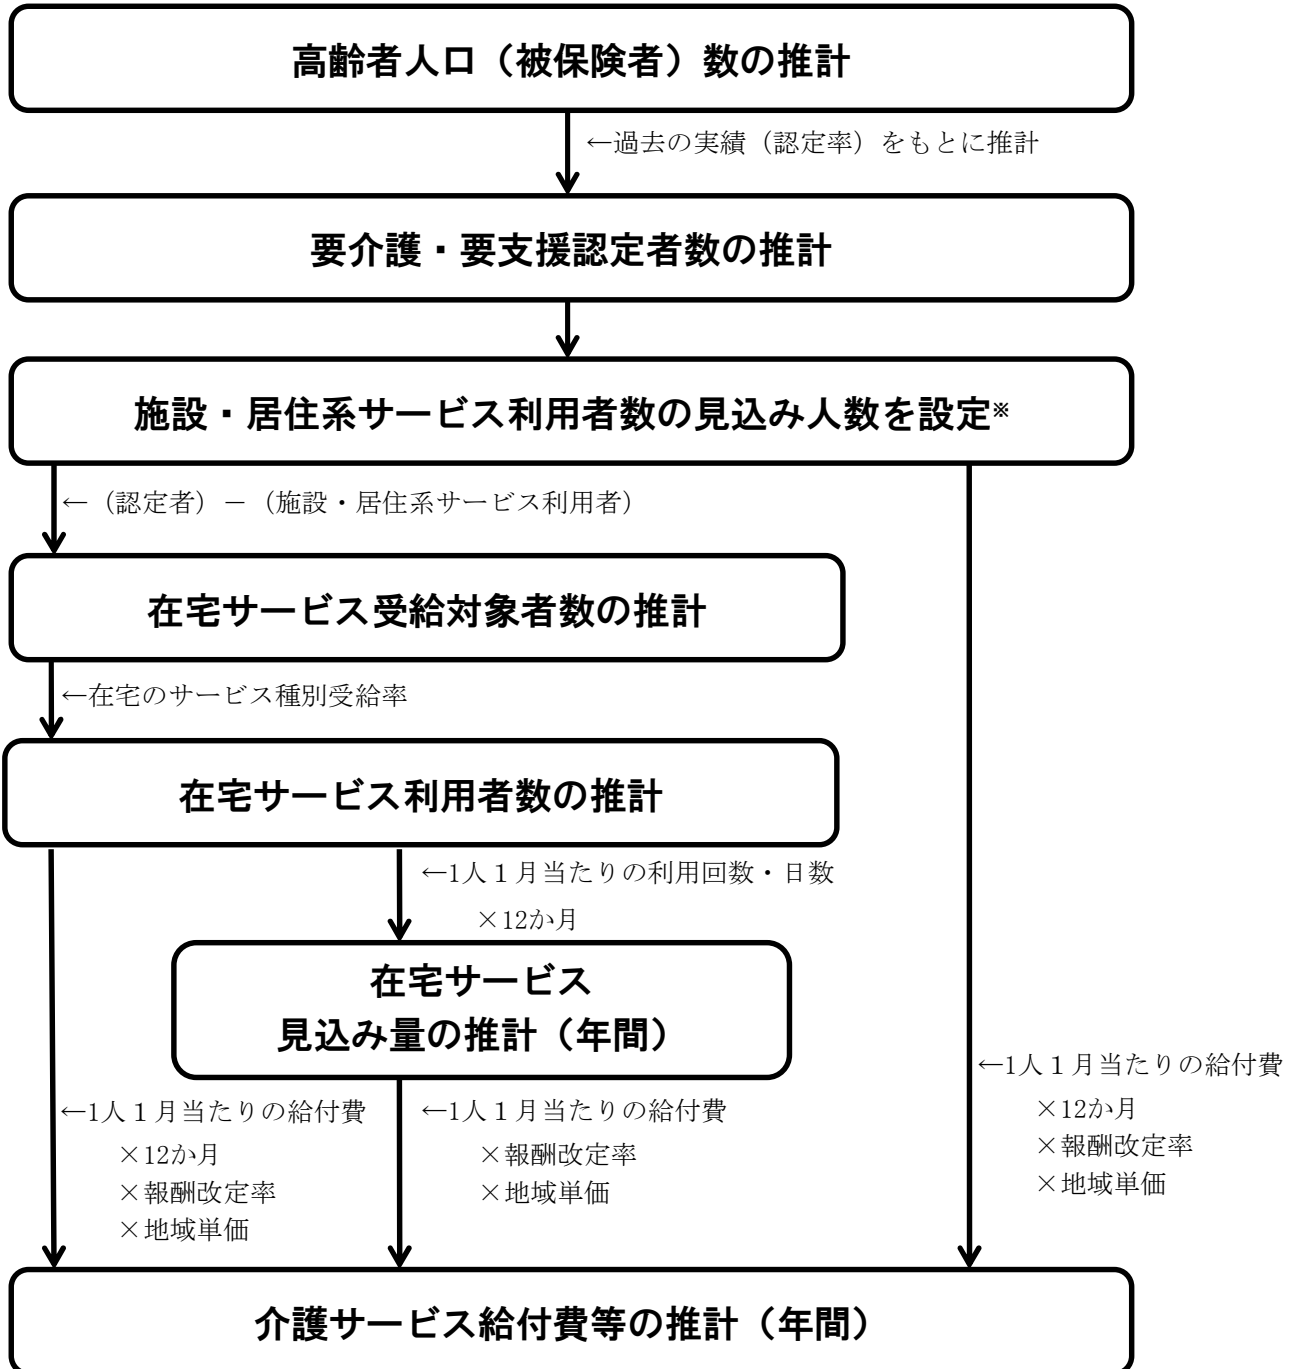 高齢者人口（被保険者）数の推計
←過去の実績（認定率）をもとに推計
要介護・要支援認定者数の推計
施設・居住系サービス利用者数の見込み人数を設定※
←（認定者）－（施設・居住系サービス利用者）
在宅サービス受給対象者数の推計
←在宅のサービス種別受給率
在宅サービス利用者数の推計
←1人１月当たりの利用回数・日数
×12か月
在宅サービス
見込み量の推計（年間）
←1人１月当たりの給付費
×12か月
×報酬改定率
×地域単価
←1人１月当たりの給付費
×報酬改定率
×地域単価
←1人１月当たりの給付費
×12か月
×報酬改定率
×地域単価
介護サービス給付費等の推計（年間）